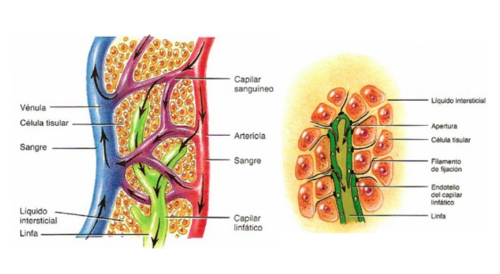 Capilar
sanguíneo
Vénula
Célula tisular
Sangre
Arteriola
Sangre
Líquido
intersticial
Linfa
Capilar
linfático
Líquido intersticial
Apertura
Célula tisular
Filamento
de fijación
Endotelio
del capilar
linfático
Linfa